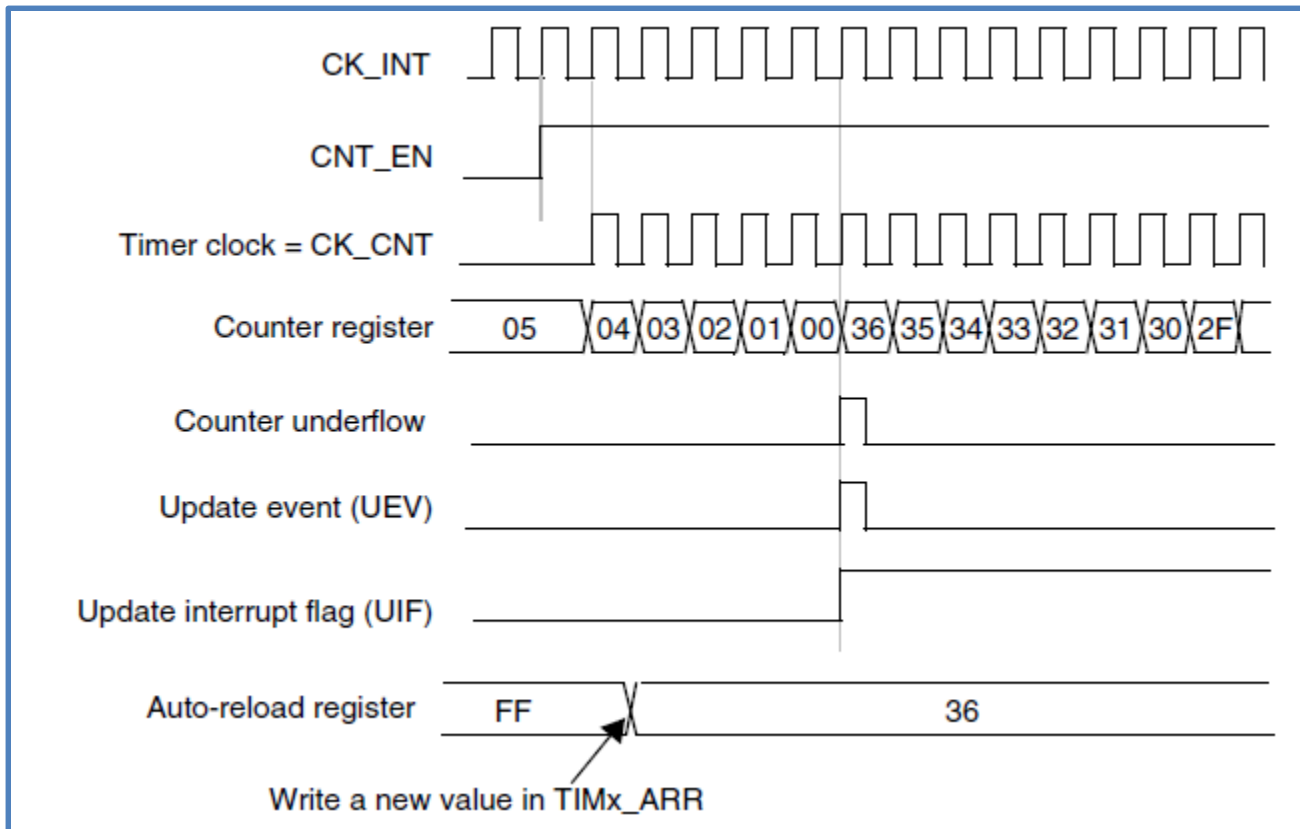 CK_INT
CNT_EN
Timer clock = CK_CNT
Counter register 05 04 03 02 01 00 36 35 34 33 32 31 30 2F
Counter underflow
Update event (UEV)
Update interrupt flag (UIF)
Auto-reload register FF 36
Write a new value in TIMx_ARR